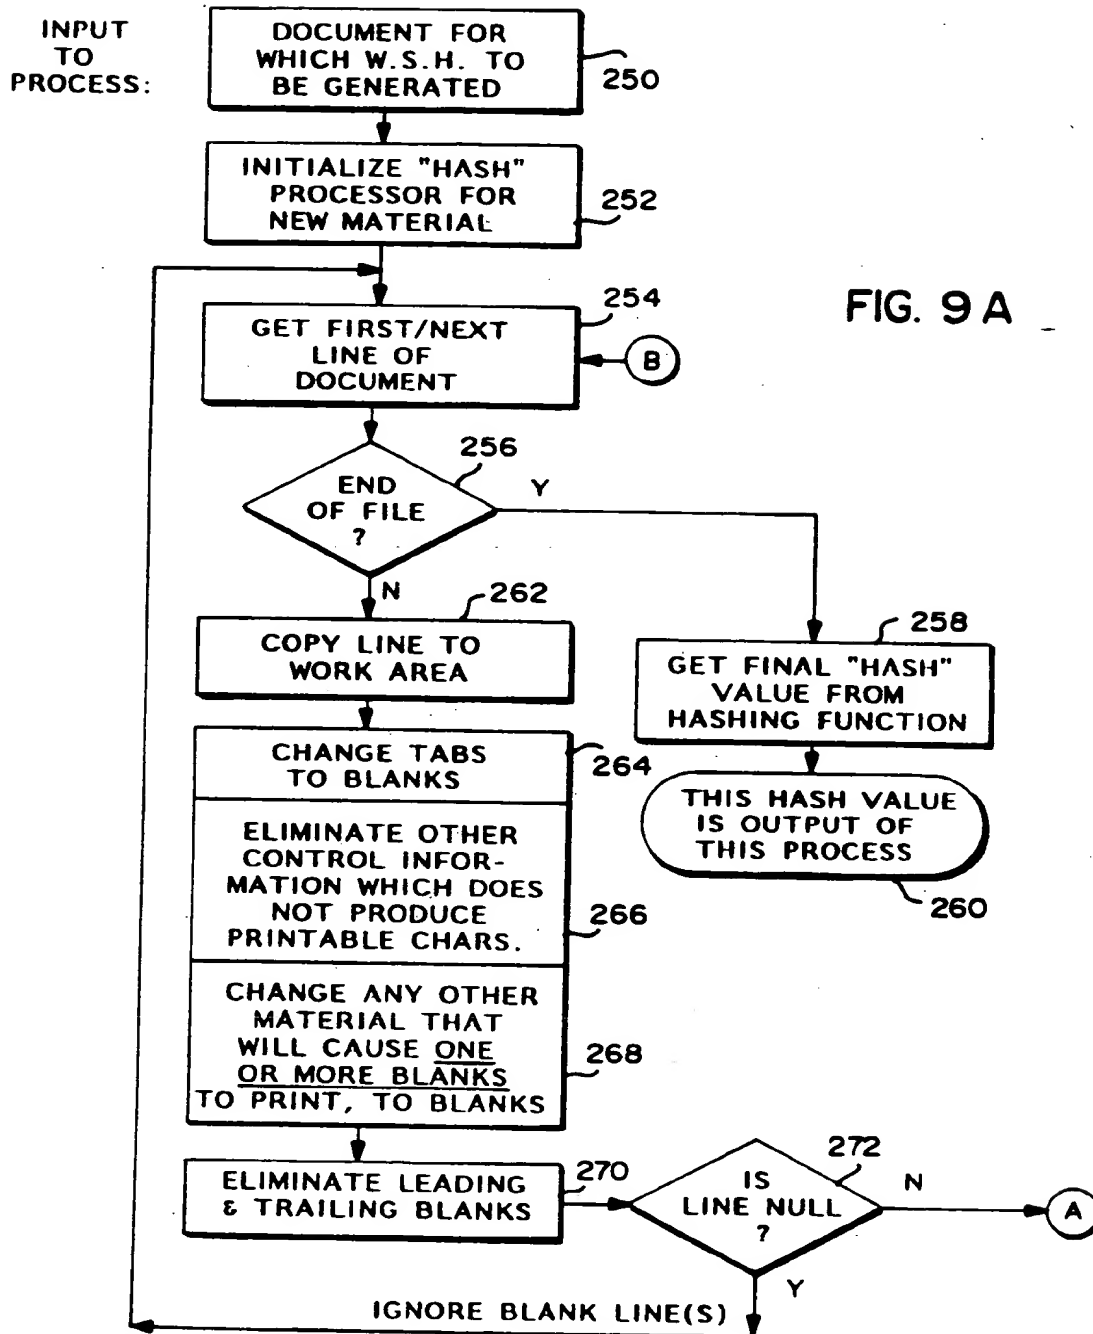 INPUT
TO
PROCESS:
DOCUMENT FOR
WHICH W.S.H. TO
BE GENERATED
250
INITIALIZE "HASH"
PROCESSOR FOR
NEW MATERIAL
252
GET FIRST/NEXT
LINE OF
DOCUMENT
254
B
FIG. 9A
END
OF FILE
?
256
Y
N
262
COPY LINE TO
WORK AREA
258
GET FINAL "HASH"
VALUE FROM
HASHING FUNCTION
CHANGE TABS
TO BLANKS
264
THIS HASH VALUE
IS OUTPUT OF
THIS PROCESS
260
ELIMINATE OTHER
CONTROL INFOR-
MATION WHICH DOES
NOT PRODUCE
PRINTABLE CHARS.
266
CHANGE ANY OTHER
MATERIAL THAT
WILL CAUSE ONE
OR MORE BLANKS
TO PRINT, TO BLANKS
268
ELIMINATE LEADING
& TRAILING BLANKS
270
IS
LINE NULL
?
272
N
A
Y
IGNORE BLANK LINE(S)